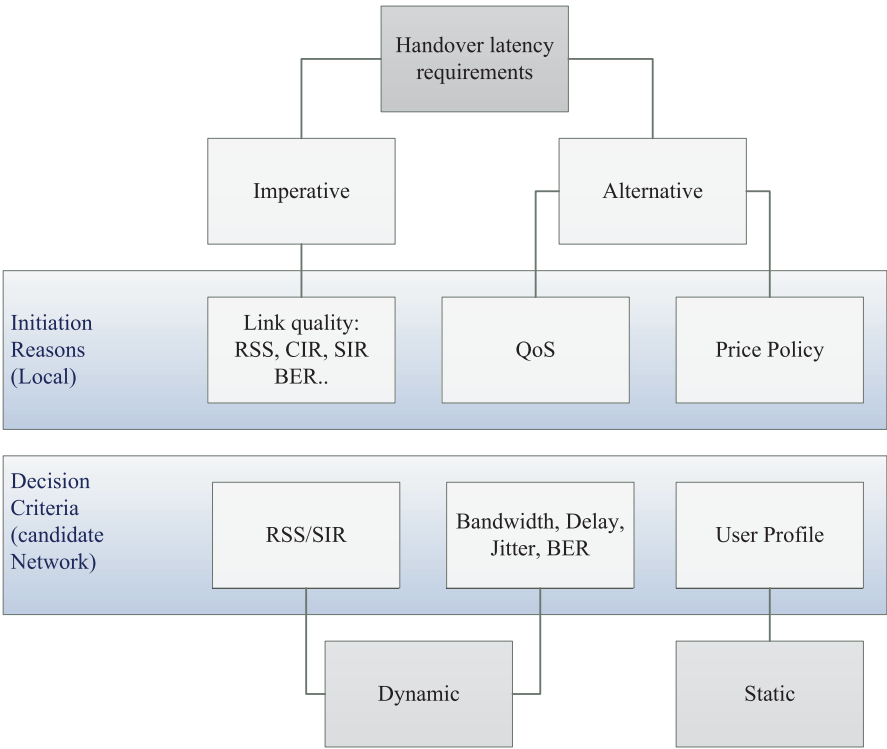 Handover latency
requirements
Imperative
Alternative
Initiation
Reasons
(Local)
Link quality:
RSS, CIR, SIR
BER..
QoS
Price Policy
Decision
Criteria
(candidate
Network)
RSS/SIR
Bandwidth, Delay,
Jitter, BER
User Profile
Dynamic
Static